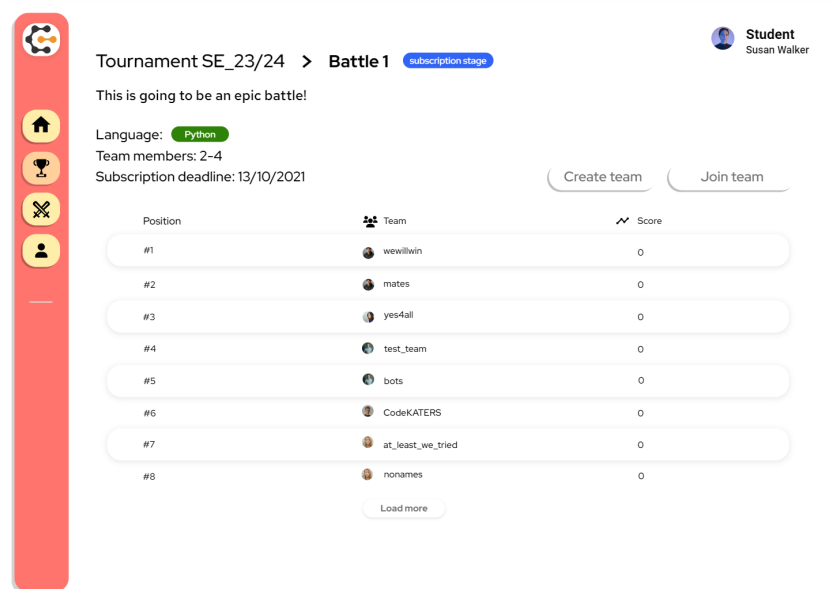 Student
Susan Walker
Tournament SE_23/24 > Battle 1 subscription stage
This is going to be an epic battle!
Language: Python
Team members: 2-4
Subscription deadline: 13/10/2021
Create team Join team
Position Team Score
#1 wewillwin 0
#2 mates 0
#3 yes4all 0
#4 test_team 0
#5 bots 0
#6 CodeKATERS 0
#7 at_least_we_tried 0
#8 nonames 0
Load more